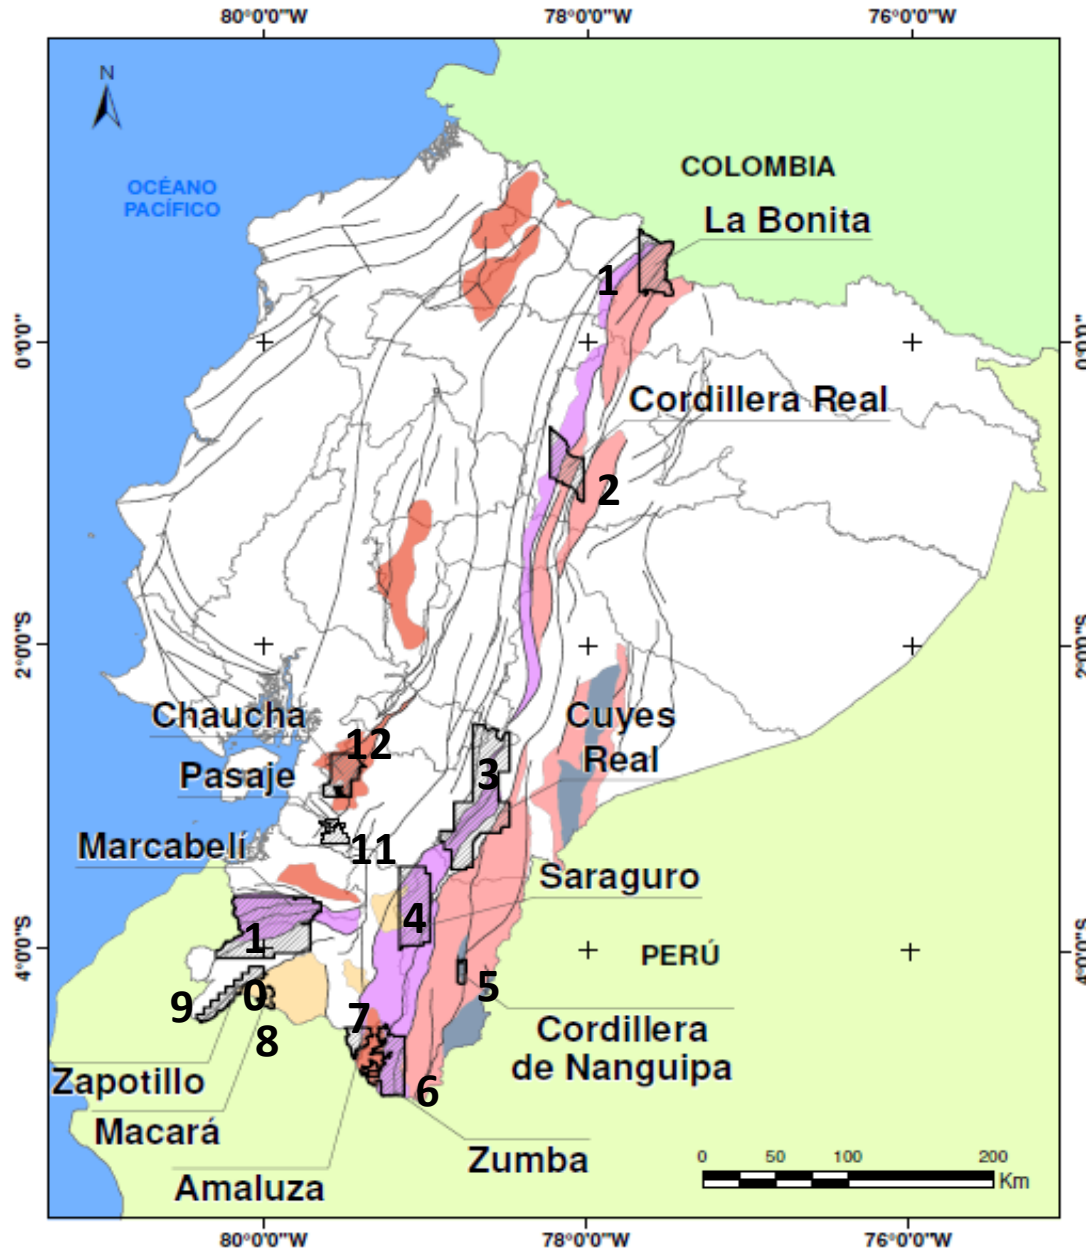 80°0'0"W
78°0'0"W
76°0'0"W
N
OCÉANO
PACÍFICO
COLOMBIA
La Bonita
1
0°0'0"
0°0'0"
Cordillera Real
2
2°0'0"S
2°0'0"S
Chaucha
12
Cuyes
Real
Pasaje
3
Marcabelí
11
Saraguro
4
1
4°0'0"S
PERÚ
4°0'0"S
5
9
0
7
8
Cordillera
de Nanguipa
Zapotillo
6
Macará
Zumba
Amaluza
0
50
100
200
Km
80°0'0"W
78°0'0"W
76°0'0"W